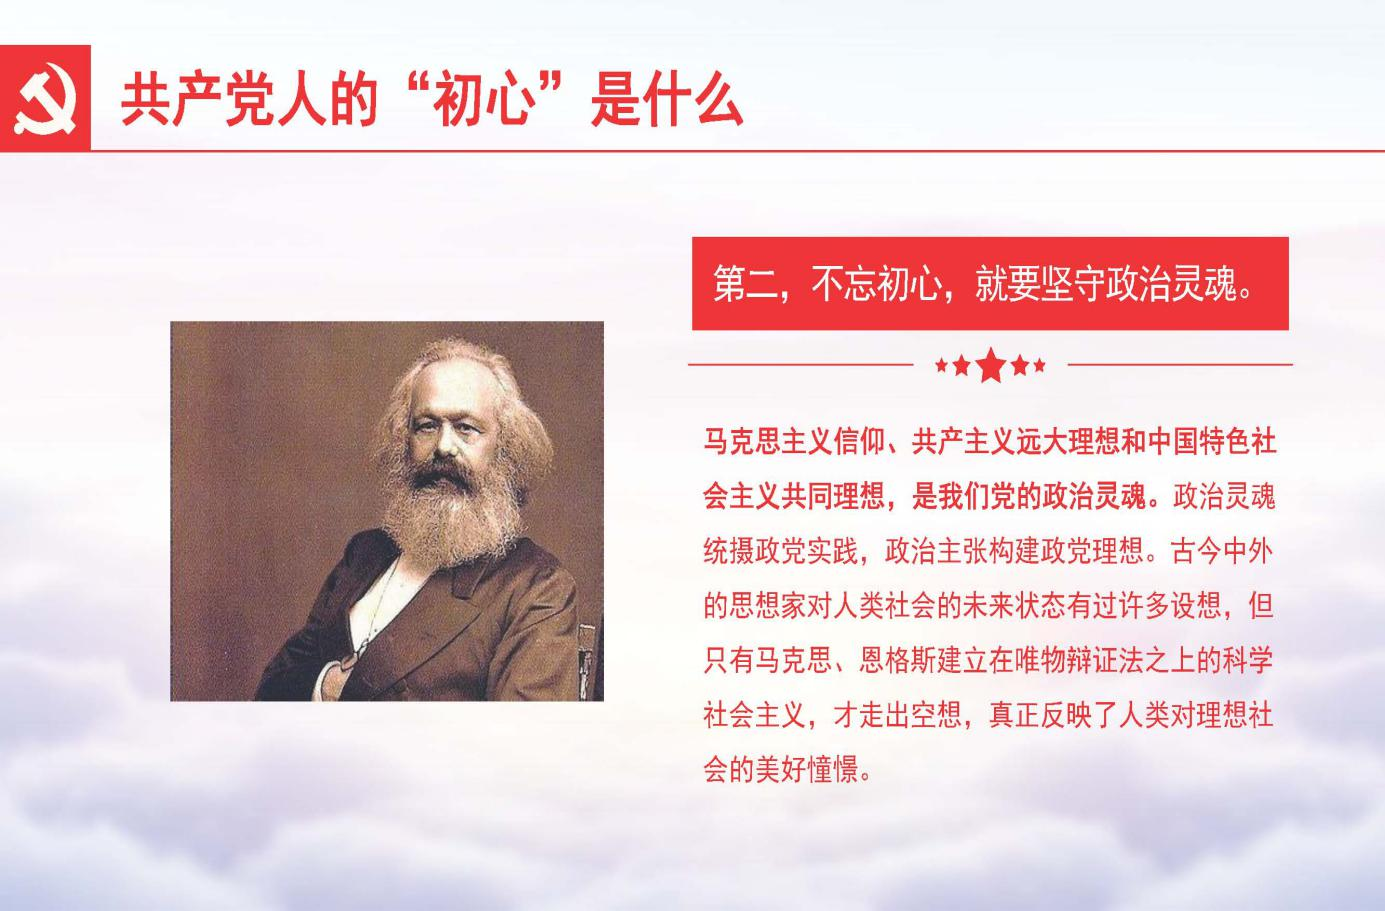 共产党人的“初心”是什么
第二，不忘初心，就要坚守政治灵魂。
马克思主义信仰、共产主义远大理想和中国特色社
会主义共同理想，是我们党的政治灵魂。政治灵魂
统摄政党实践，政治主张构建政党理想。古今中外
的思想家对人类社会的未来状态有过许多设想，但
只有马克思、恩格斯建立在唯物辩证法之上的科学
社会主义，才走出空想，真正反映了人类对理想社
会的美好憧憬。